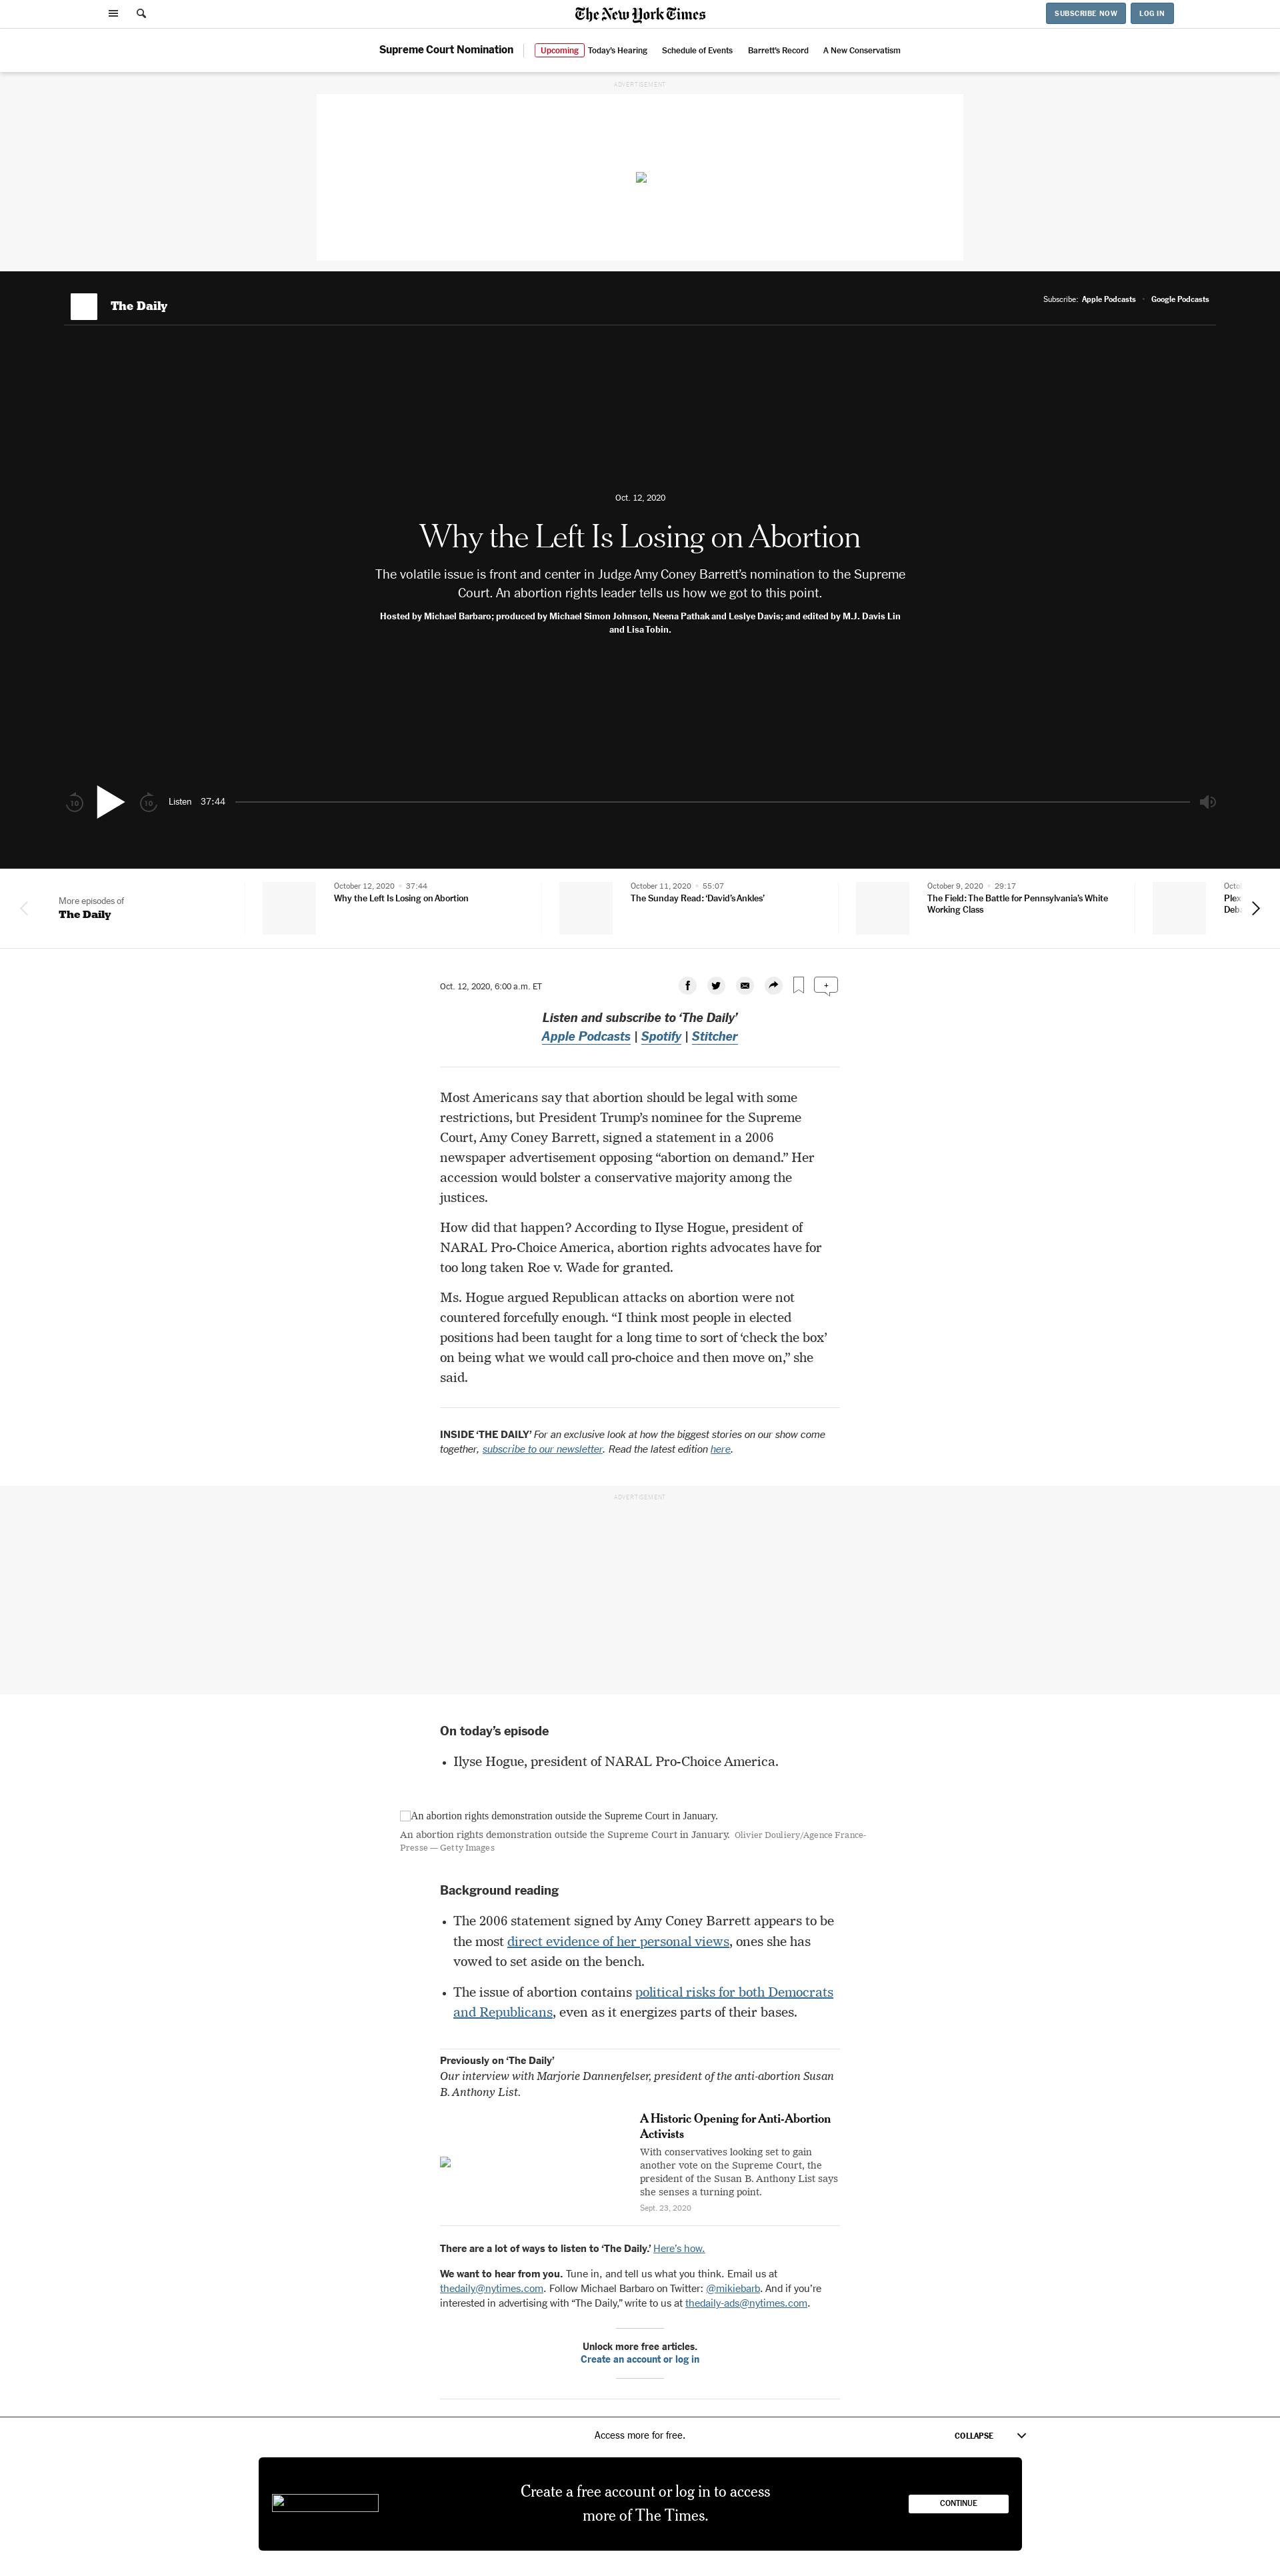 The New York Times
SUBSCRIBE NOW
LOG IN
Supreme Court Nomination
Upcoming Today's Hearing
Schedule of Events
Barrett's Record
A New Conservatism
ADVERTISEMENT
The Daily
Subscribe: Apple Podcasts • Google Podcasts
Oct. 12, 2020
Why the Left Is Losing on Abortion
The volatile issue is front and center in Judge Amy Coney Barrett’s nomination to the Supreme
Court. An abortion rights leader tells us how we got to this point.
Hosted by Michael Barbaro; produced by Michael Simon Johnson, Neena Pathak and Leslye Davis; and edited by M.J. Davis Lin
and Lisa Tobin.
10
10
Listen 37:44
More episodes of
The Daily
October 12, 2020 • 37:44
Why the Left Is Losing on Abortion
October 11, 2020 • 55:07
The Sunday Read: ‘David’s Ankles’
October 9, 2020 • 29:17
The Field: The Battle for Pennsylvania’s White
Working Class
Oct. 12, 2020, 6:00 a.m. ET
+
Listen and subscribe to ‘The Daily’
Apple Podcasts | Spotify | Stitcher
Most Americans say that abortion should be legal with some
restrictions, but President Trump’s nominee for the Supreme
Court, Amy Coney Barrett, signed a statement in a 2006
newspaper advertisement opposing “abortion on demand.” Her
accession would bolster a conservative majority among the
justices.
How did that happen? According to Ilyse Hogue, president of
NARAL Pro-Choice America, abortion rights advocates have for
too long taken Roe v. Wade for granted.
Ms. Hogue argued Republican attacks on abortion were not
countered forcefully enough. “I think most people in elected
positions had been taught for a long time to sort of ‘check the box’
on being what we would call pro-choice and then move on,” she
said.
INSIDE ‘THE DAILY’ For an exclusive look at how the biggest stories on our show come
together, subscribe to our newsletter. Read the latest edition here.
ADVERTISEMENT
On today’s episode
• Ilyse Hogue, president of NARAL Pro-Choice America.
An abortion rights demonstration outside the Supreme Court in January.
An abortion rights demonstration outside the Supreme Court in January. Olivier Douliery/Agence France-
Presse — Getty Images
Background reading
• The 2006 statement signed by Amy Coney Barrett appears to be
the most direct evidence of her personal views, ones she has
vowed to set aside on the bench.
• The issue of abortion contains political risks for both Democrats
and Republicans, even as it energizes parts of their bases.
Previously on ‘The Daily’
Our interview with Marjorie Dannenfelser, president of the anti-abortion Susan
B. Anthony List.
A Historic Opening for Anti-Abortion
Activists
With conservatives looking set to gain
another vote on the Supreme Court, the
president of the Susan B. Anthony List says
she senses a turning point.
Sept. 23, 2020
There are a lot of ways to listen to ‘The Daily.’ Here’s how.
We want to hear from you. Tune in, and tell us what you think. Email us at
thedaily@nytimes.com. Follow Michael Barbaro on Twitter: @mikiebarb. And if you’re
interested in advertising with “The Daily,” write to us at thedaily-ads@nytimes.com.
Unlock more free articles.
Create an account or log in
Access more for free.
COLLAPSE
Create a free account or log in to access
more of The Times.
CONTINUE